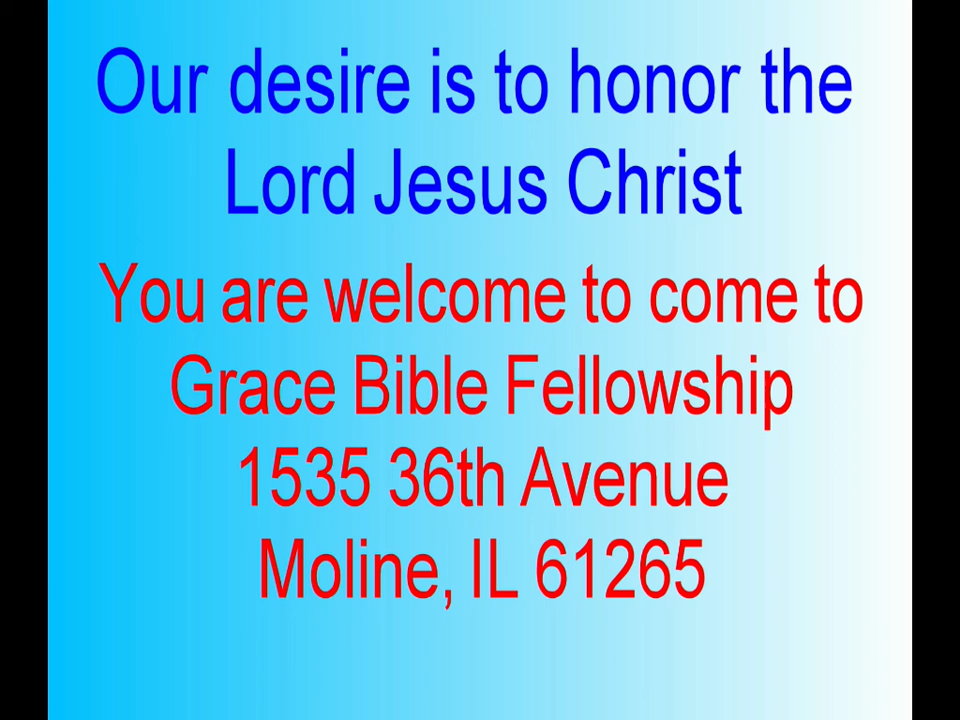 Our desire is to honor the
Lord Jesus Christ
You are welcome to come to
Grace Bible Fellowship
1535 36th Avenue
Moline, IL 61265